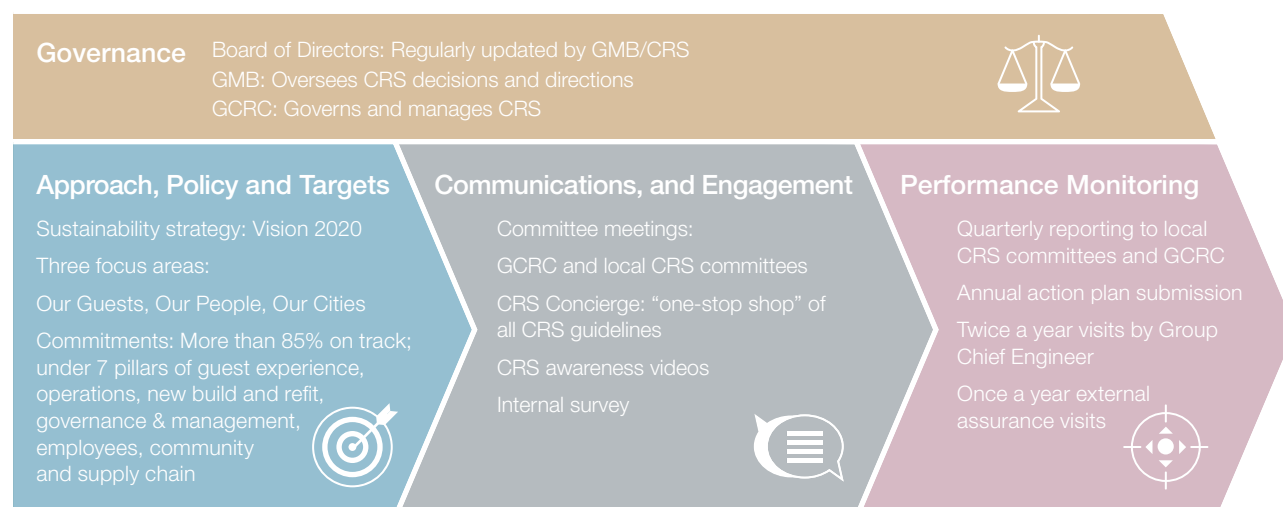 Governance
Board of Directors: Regularly updated by GMB/CRS
GMB: Oversees CRS decisions and directions
GCRC: Governs and manages CRS
Approach, Policy and Targets
Sustainability strategy: Vision 2020
Three focus areas:
Our Guests, Our People, Our Cities
Commitments: More than 85% on track;
under 7 pillars of guest experience,
operations, new build and refit,
governance & management,
employees, community
and supply chain
Communications, and Engagement
Committee meetings:
GCRC and local CRS committees
CRS Concierge: “one-stop shop” of
all CRS guidelines
CRS awareness videos
Internal survey
Performance Monitoring
Quarterly reporting to local
CRS committees and GCRC
Annual action plan submission
Twice a year visits by Group
Chief Engineer
Once a year external
assurance visits